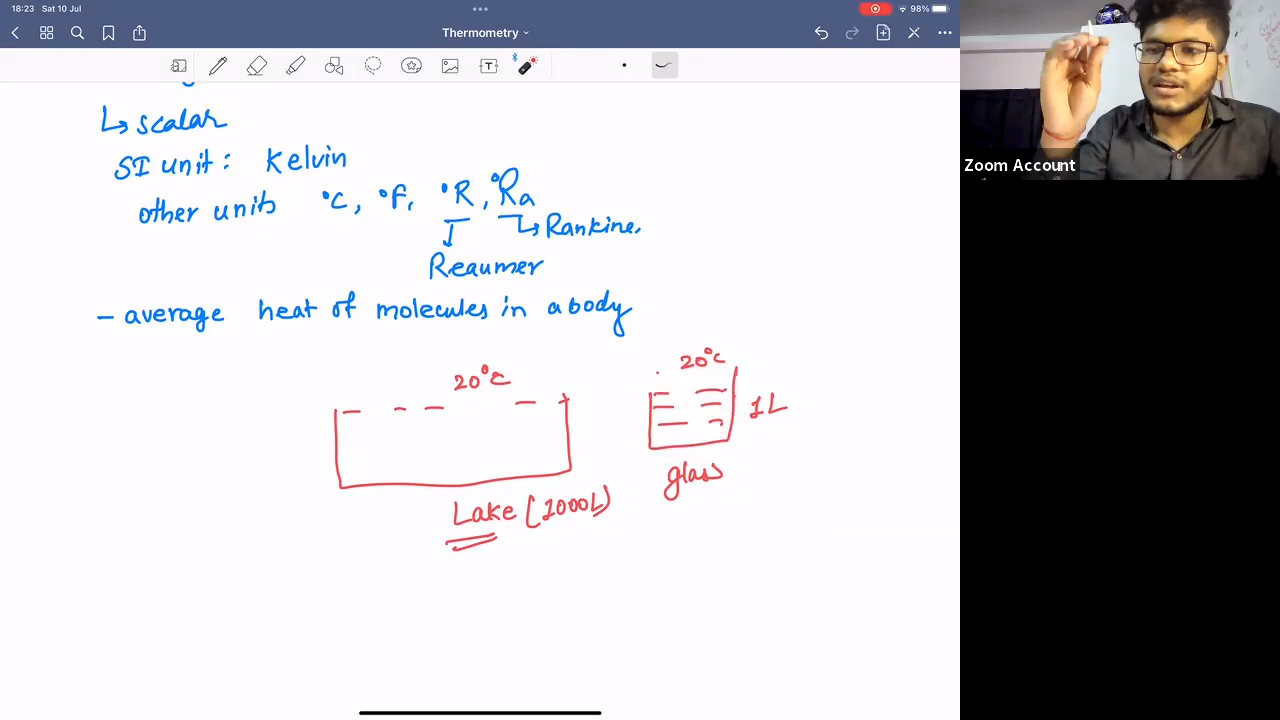 18:23 Sat 10 Jul
98%
Thermometry
T
↳ scalar
SI unit: Kelvin
other units °C, °F, °R, °Ra
↳ Rankine.
Reaumer
- average heat of molecules in a body
20°C
20°C
1L
glass
Lake (1000L)
Zoom Account